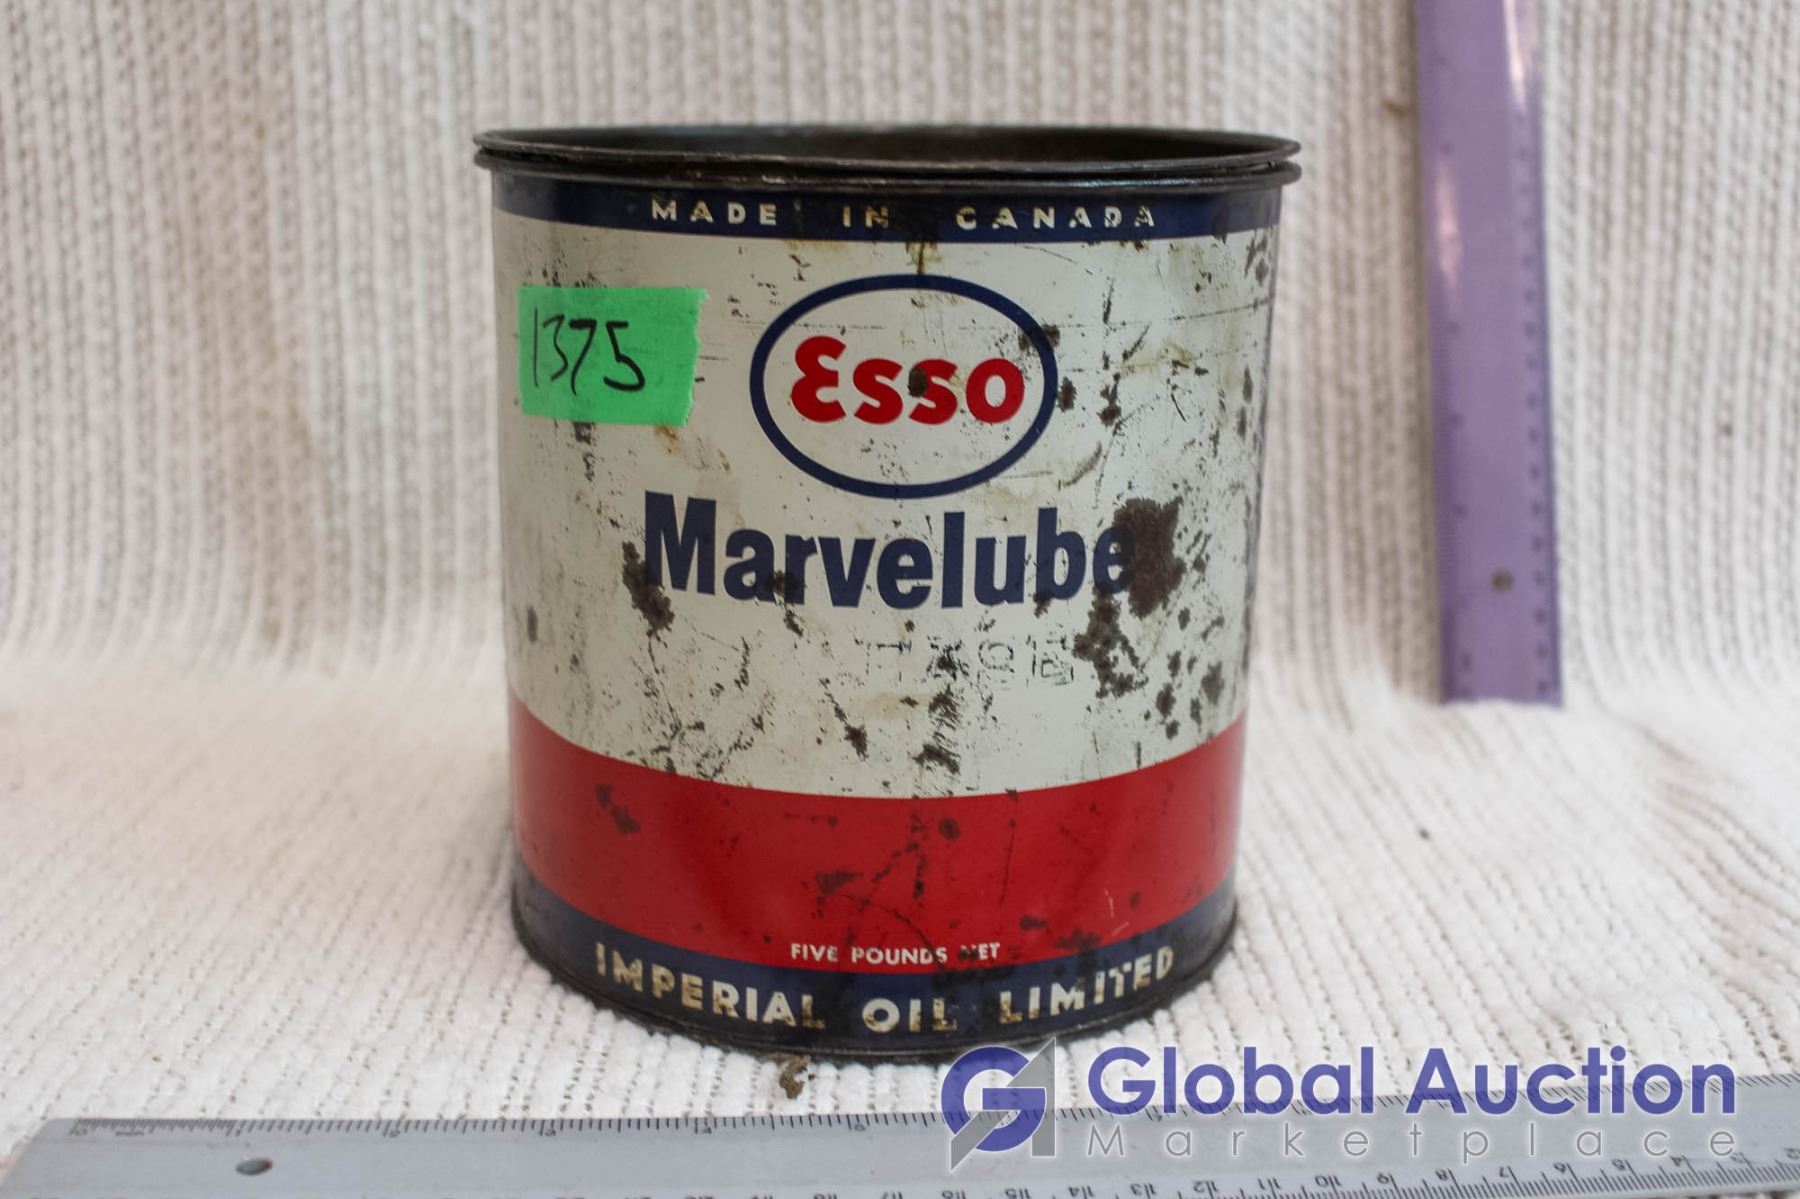 MADE IN CANADA
1375
Esso
Marvelube
FIVE POUNDS NET
IMPERIAL OIL LIMITED
Global Auction
Marketplace